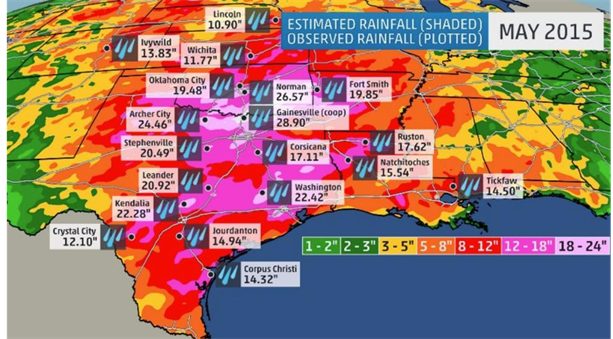 ESTIMATED RAINFALL (SHADED)
OBSERVED RAINFALL (PLOTTED)
MAY 2015
Lincoln
10.90"
Ivywild
13.83"
Wichita
11.77"
Oklahoma City
19.48"
Norman
26.57"
Fort Smith
19.85"
Archer City
24.46"
Gainesville (coop)
28.90"
Stephenville
20.49"
Corsicana
17.11"
Ruston
17.62"
Natchitoches
15.54"
Leander
20.92"
Washington
22.42"
Tickfaw
14.50"
Kendalia
22.28"
Crystal City
12.10"
Jourdanton
14.94"
Corpus Christi
14.32"
1 - 2" 2 - 3" 3 - 5" 5 - 8" 8 - 12" 12 - 18" 18 - 24"